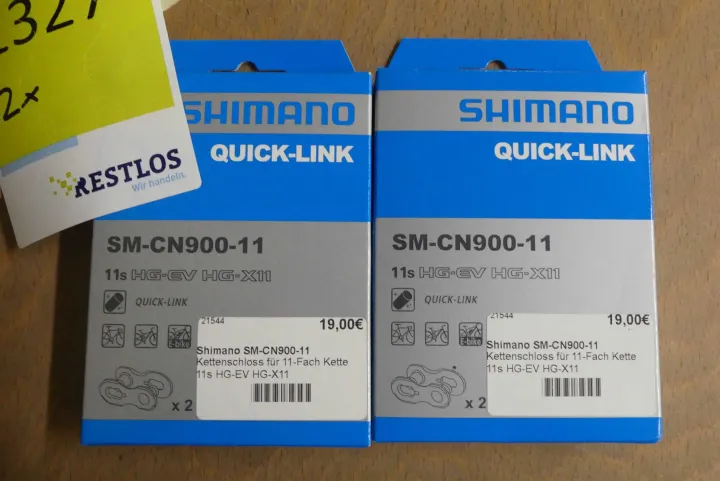 2x
RESTLOS
Wir handeln.
SHIMANO
QUICK-LINK
SM-CN900-11
11s HG-EV HG-X11
QUICK-LINK
E-bike
x 2
21544
19,00€
Shimano SM-CN900-11
Kettenschloss für 11-Fach Kette
11s HG-EV HG-X11
SHIMANO
QUICK-LINK
SM-CN900-11
11s HG-EV HG-X11
QUICK-LINK
E-bike
x 2
21544
19,00€
Shimano SM-CN900-11
Kettenschloss für 11-Fach Kette
11s HG-EV HG-X11